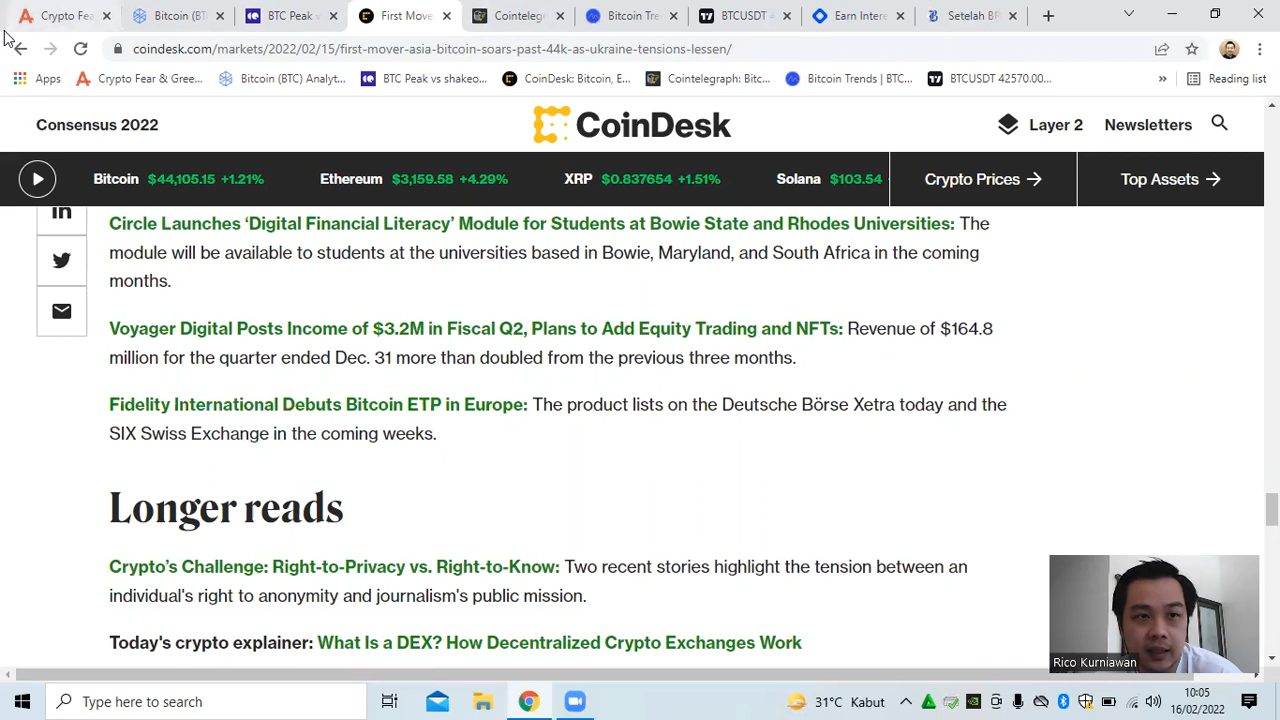 Crypto Fea
Bitcoin (BT
BTC Peak v
First Move
Cointelegr
Bitcoin Tre
BTCUSDT 4
Earn Intere
Setelah BP
coindesk.com/markets/2022/02/15/first-mover-asia-bitcoin-soars-past-44k-as-ukraine-tensions-lessen/
Apps
Crypto Fear & Gree...
Bitcoin (BTC) Analyt...
BTC Peak vs shakeo...
CoinDesk: Bitcoin, E...
Cointelegraph: Bitc...
Bitcoin Trends | BTC...
BTCUSDT 42570.00...
»
Reading list
Consensus 2022
CoinDesk
Layer 2
Newsletters
Bitcoin $44,105.15 +1.21%
Ethereum $3,159.58 +4.29%
XRP $0.837654 +1.51%
Solana $103.54
Crypto Prices →
Top Assets →
in
Circle Launches ‘Digital Financial Literacy’ Module for Students at Bowie State and Rhodes Universities: The
module will be available to students at the universities based in Bowie, Maryland, and South Africa in the coming
months.
Voyager Digital Posts Income of $3.2M in Fiscal Q2, Plans to Add Equity Trading and NFTs: Revenue of $164.8
million for the quarter ended Dec. 31 more than doubled from the previous three months.
Fidelity International Debuts Bitcoin ETP in Europe: The product lists on the Deutsche Börse Xetra today and the
SIX Swiss Exchange in the coming weeks.
Longer reads
Crypto’s Challenge: Right-to-Privacy vs. Right-to-Know: Two recent stories highlight the tension between an
individual's right to anonymity and journalism's public mission.
Today's crypto explainer: What Is a DEX? How Decentralized Crypto Exchanges Work
Rico Kurniawan
Type here to search
31°C Kabut
10:05
16/02/2022